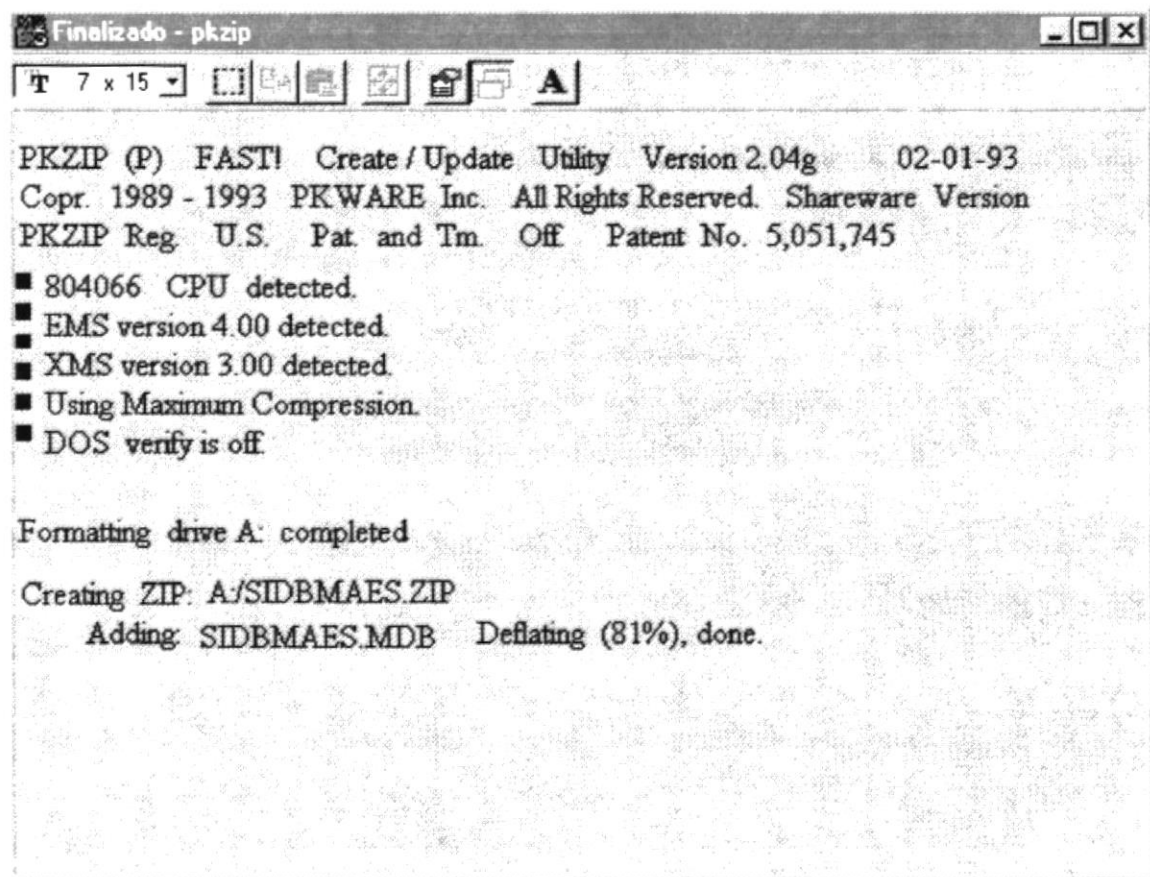 Finalizado - pkzip
7 x 15
A
PKZIP (P) FAST! Create / Update Utility Version 2.04g 02-01-93
Copr. 1989 - 1993 PKWARE Inc. All Rights Reserved. Shareware Version
PKZIP Reg. U.S. Pat. and Tm. Off Patent No. 5,051,745
804066 CPU detected.
EMS version 4.00 detected.
XMS version 3.00 detected.
Using Maximum Compression.
DOS verify is off.
Formatting drive A: completed
Creating ZIP: A:/SIDBMAES.ZIP
Adding: SIDBMAES.MDB Deflating (81%), done.